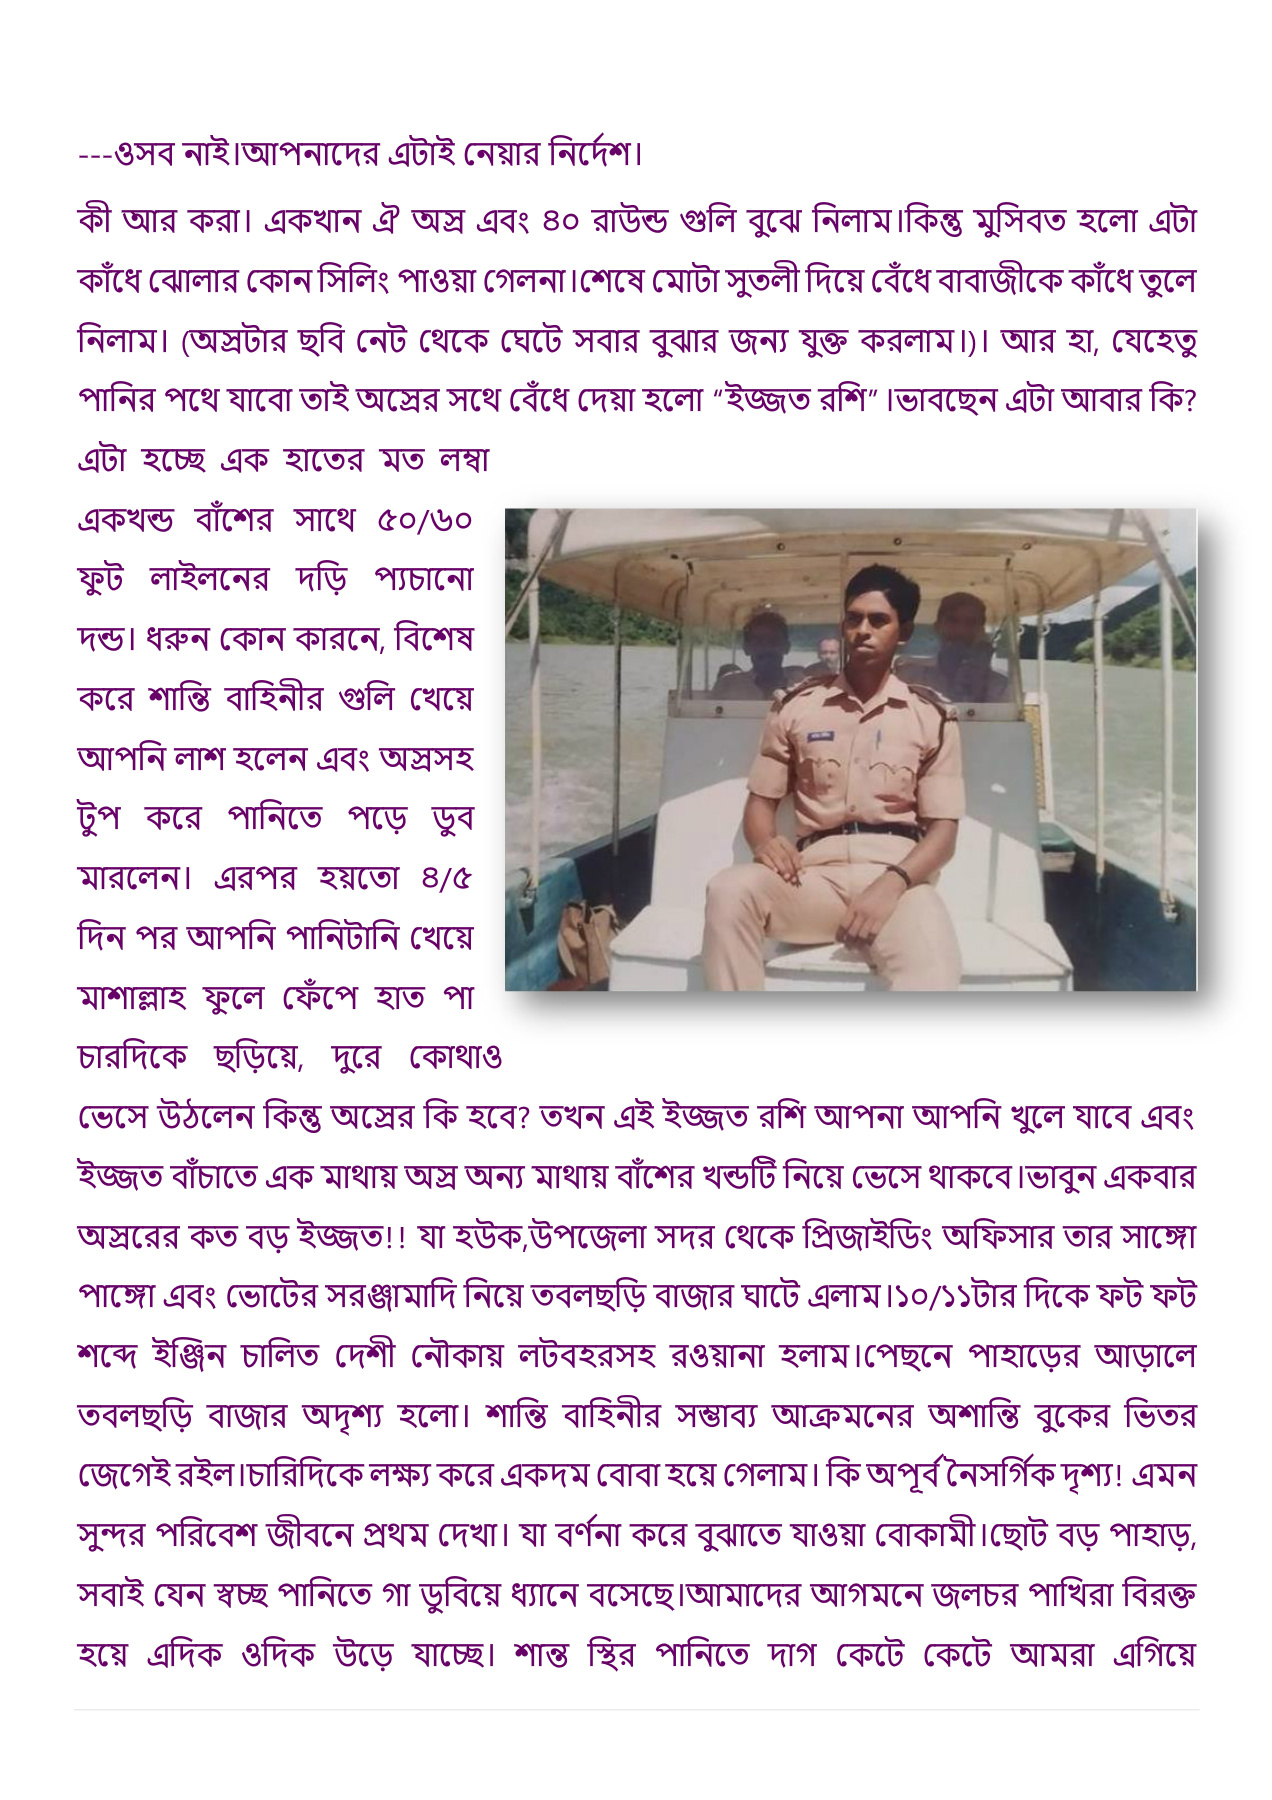 ---ওসব নাই।আপনাদের এটাই নেয়ার নির্দেশ।
কী আর করা। একখান ঐ অস্র এবং ৪০ রাউন্ড গুলি বুঝে নিলাম।কিন্তু মুসিবত হলো এটা
কাঁধে ঝোলার কোন সিলিং পাওয়া গেলনা।শেষে মোটা সুতলী দিয়ে বেঁধে বাবাজীকে কাঁধে তুলে
নিলাম। (অস্রটার ছবি নেট থেকে ঘেটে সবার বুঝার জন্য যুক্ত করলাম।)। আর হা, যেহেতু
পানির পথে যাবো তাই অস্রের সথে বেঁধে দেয়া হলো “ইজ্জত রশি” ।ভাবছেন এটা আবার কি?
এটা হচ্ছে এক হাতের মত লম্বা
একখন্ড বাঁশের সাথে ৫০/৬০
ফুট লাইলনের দড়ি প্যচানো
দন্ড। ধরুন কোন কারনে, বিশেষ
করে শান্তি বাহিনীর গুলি খেয়ে
আপনি লাশ হলেন এবং অস্রসহ
টুপ করে পানিতে পড়ে ডুব
মারলেন। এরপর হয়তো ৪/৫
দিন পর আপনি পানিটানি খেয়ে
মাশাল্লাহ ফুলে ফেঁপে হাত পা
চারদিকে ছড়িয়ে, দুরে কোথাও
ভেসে উঠলেন কিন্তু অস্রের কি হবে? তখন এই ইজ্জত রশি আপনা আপনি খুলে যাবে এবং
ইজ্জত বাঁচাতে এক মাথায় অস্র অন্য মাথায় বাঁশের খন্ডটি নিয়ে ভেসে থাকবে।ভাবুন একবার
অস্ররের কত বড় ইজ্জত!! যা হউক,উপজেলা সদর থেকে প্রিজাইডিং অফিসার তার সাঙ্গো
পাঙ্গো এবং ভোটের সরঞ্জামাদি নিয়ে তবলছড়ি বাজার ঘাটে এলাম।১০/১১টার দিকে ফট ফট
শব্দে ইঞ্জিন চালিত দেশী নৌকায় লটবহরসহ রওয়ানা হলাম।পেছনে পাহাড়ের আড়ালে
তবলছড়ি বাজার অদৃশ্য হলো। শান্তি বাহিনীর সম্ভাব্য আক্রমনের অশান্তি বুকের ভিতর
জেগেই রইল।চারিদিকে লক্ষ্য করে একদম বোবা হয়ে গেলাম। কি অপূর্ব নৈসর্গিক দৃশ্য! এমন
সুন্দর পরিবেশ জীবনে প্রথম দেখা। যা বর্ণনা করে বুঝাতে যাওয়া বোকামী।ছোট বড় পাহাড়,
সবাই যেন স্বচ্ছ পানিতে গা ডুবিয়ে ধ্যানে বসেছে।আমাদের আগমনে জলচর পাখিরা বিরক্ত
হয়ে এদিক ওদিক উড়ে যাচ্ছে। শান্ত স্থির পানিতে দাগ কেটে কেটে আমরা এগিয়ে